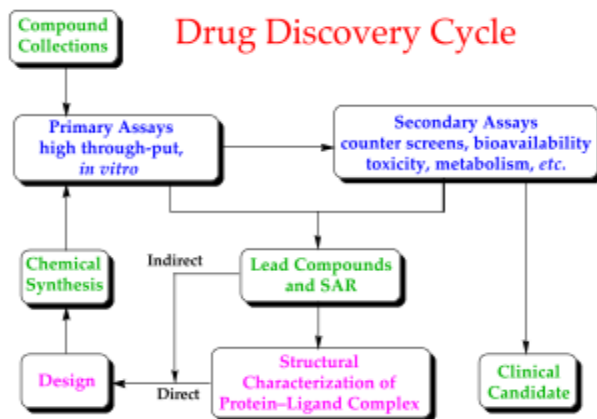 Compound
Collections
Drug Discovery Cycle
Primary Assays
high through-put,
in vitro
Secondary Assays
counter screens, bioavailability
toxicity, metabolism, etc.
Chemical
Synthesis
Indirect
Lead Compounds
and SAR
Design
Direct
Structural
Characterization of
Protein–Ligand Complex
Clinical
Candidate